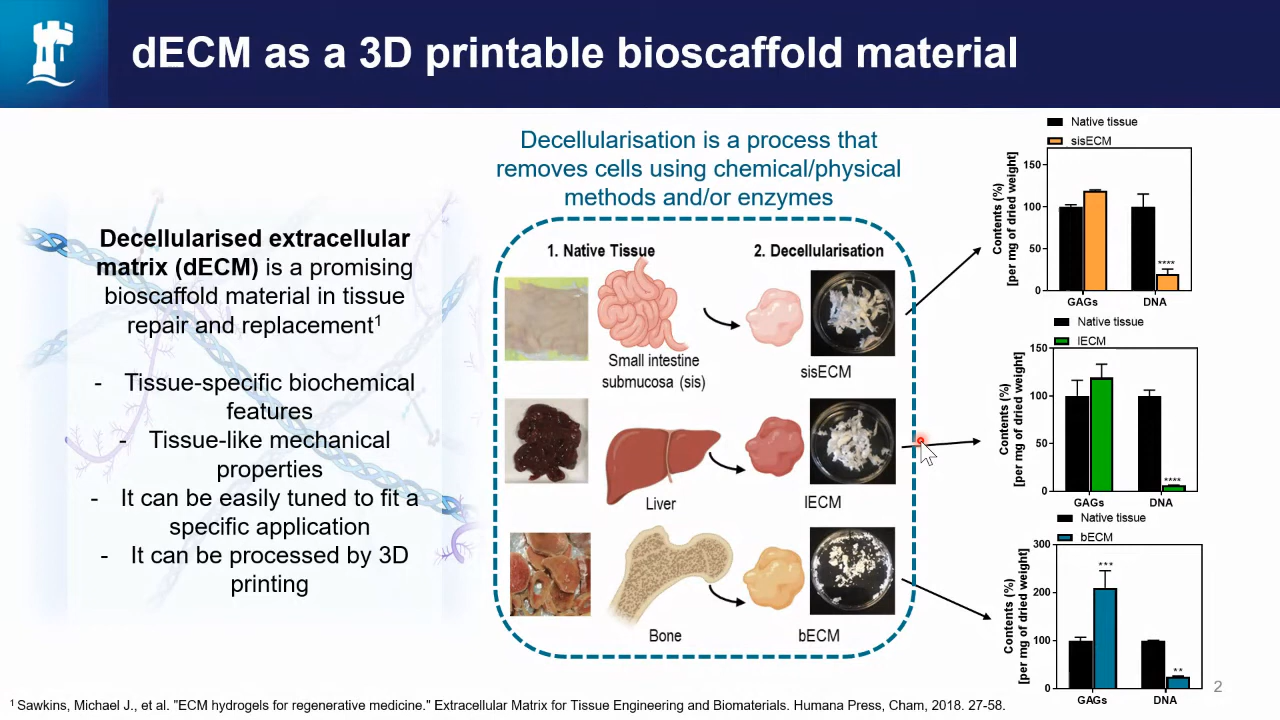 dECM as a 3D printable bioscaffold material
Decellularised extracellular
matrix (dECM) is a promising
bioscaffold material in tissue
repair and replacement1
- Tissue-specific biochemical
features
- Tissue-like mechanical
properties
- It can be easily tuned to fit a
specific application
- It can be processed by 3D
printing
Decellularisation is a process that
removes cells using chemical/physical
methods and/or enzymes
1. Native Tissue
2. Decellularisation
Small intestine
submucosa (sis)
sisECM
Liver
lECM
Bone
bECM
Native tissue
sisECM
Contents (%)
[per mg of dried weight]
150
100
50
0
****
GAGs
DNA
Native tissue
lECM
Contents (%)
[per mg of dried weight]
150
100
50
0
****
GAGs
DNA
Native tissue
bECM
Contents (%)
[per mg of dried weight]
300
200
100
0
***
**
GAGs
DNA
2
1 Sawkins, Michael J., et al. "ECM hydrogels for regenerative medicine." Extracellular Matrix for Tissue Engineering and Biomaterials. Humana Press, Cham, 2018. 27-58.